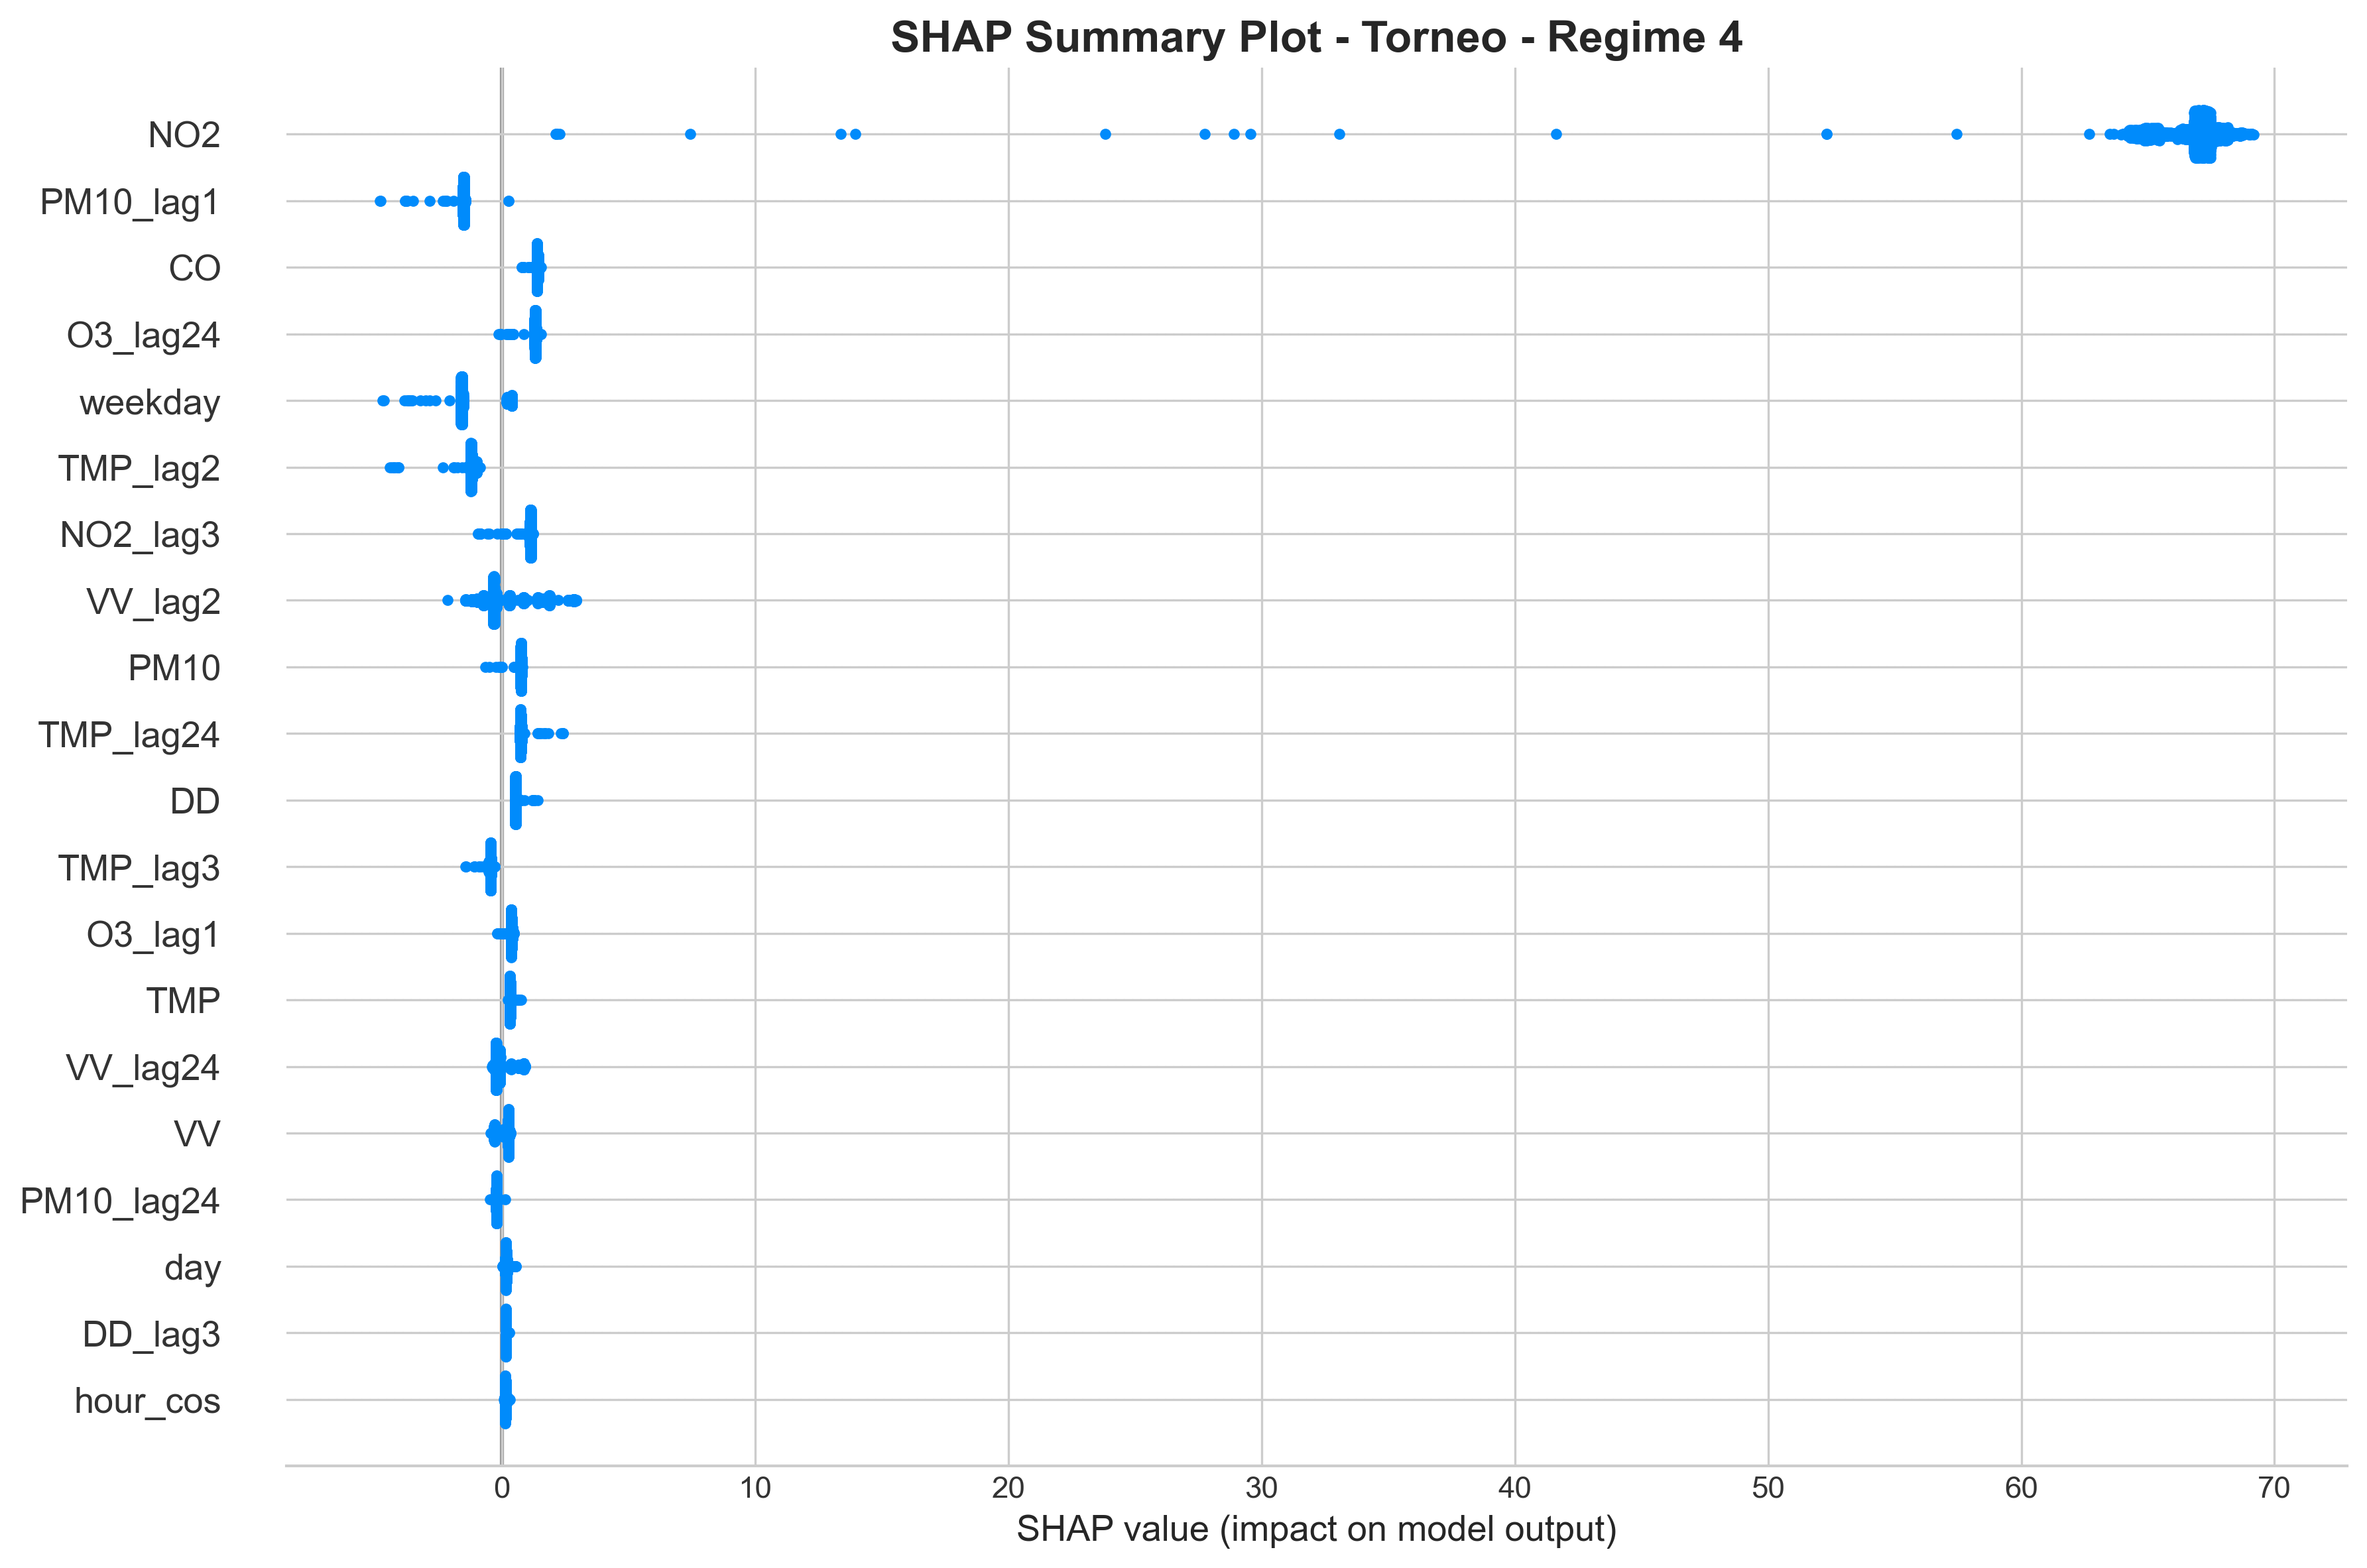 SHAP Summary Plot - Torneo - Regime 4
NO2
PM10_lag1
CO
O3_lag24
weekday
TMP_lag2
NO2_lag3
VV_lag2
PM10
TMP_lag24
DD
TMP_lag3
O3_lag1
TMP
VV_lag24
VV
PM10_lag24
day
DD_lag3
hour_cos
0 10 20 30 40 50 60 70
SHAP value (impact on model output)